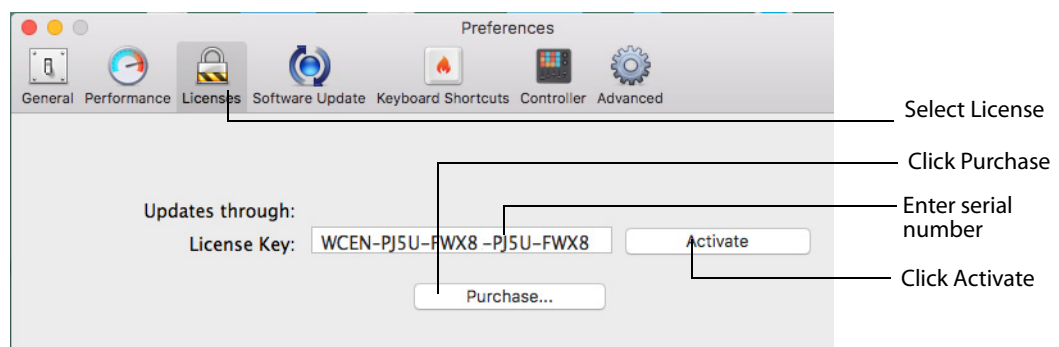 Preferences
General Performance Licenses Software Update Keyboard Shortcuts Controller Advanced
Select License
Click Purchase
Updates through:
Enter serial
number
License Key: WCEN-PJ5U-FWX8 –PJ5U-FWX8 Activate
Click Activate
Purchase...